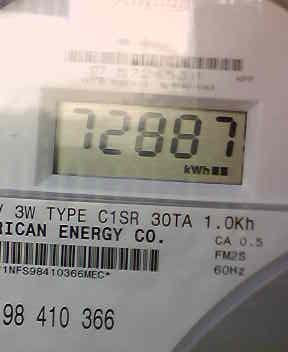 72887
kWh
V 3W TYPE C1SR 30TA 1.0Kh
RICAN ENERGY CO.
CA 0.5
FM2S
60Hz
1NFS98410366MEC*
98 410 366